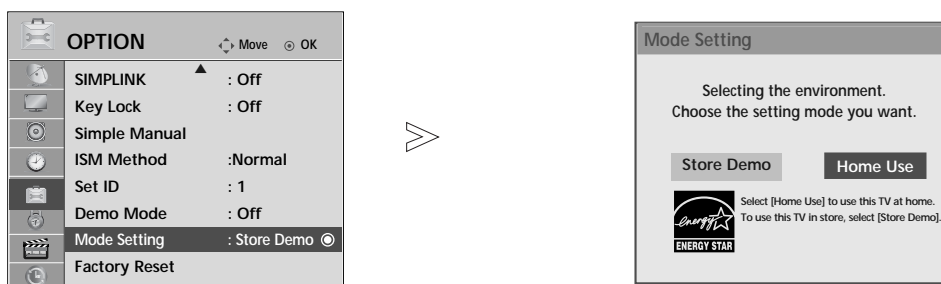 OPTION Move OK
SIMPLINK : Off
Key Lock : Off
Simple Manual
ISM Method :Normal
Set ID : 1
Demo Mode : Off
Mode Setting : Store Demo
Factory Reset
Mode Setting
Selecting the environment.
Choose the setting mode you want.
Store Demo Home Use
Select [Home Use] to use this TV at home.
To use this TV in store, select [Store Demo].
energy
ENERGY STAR